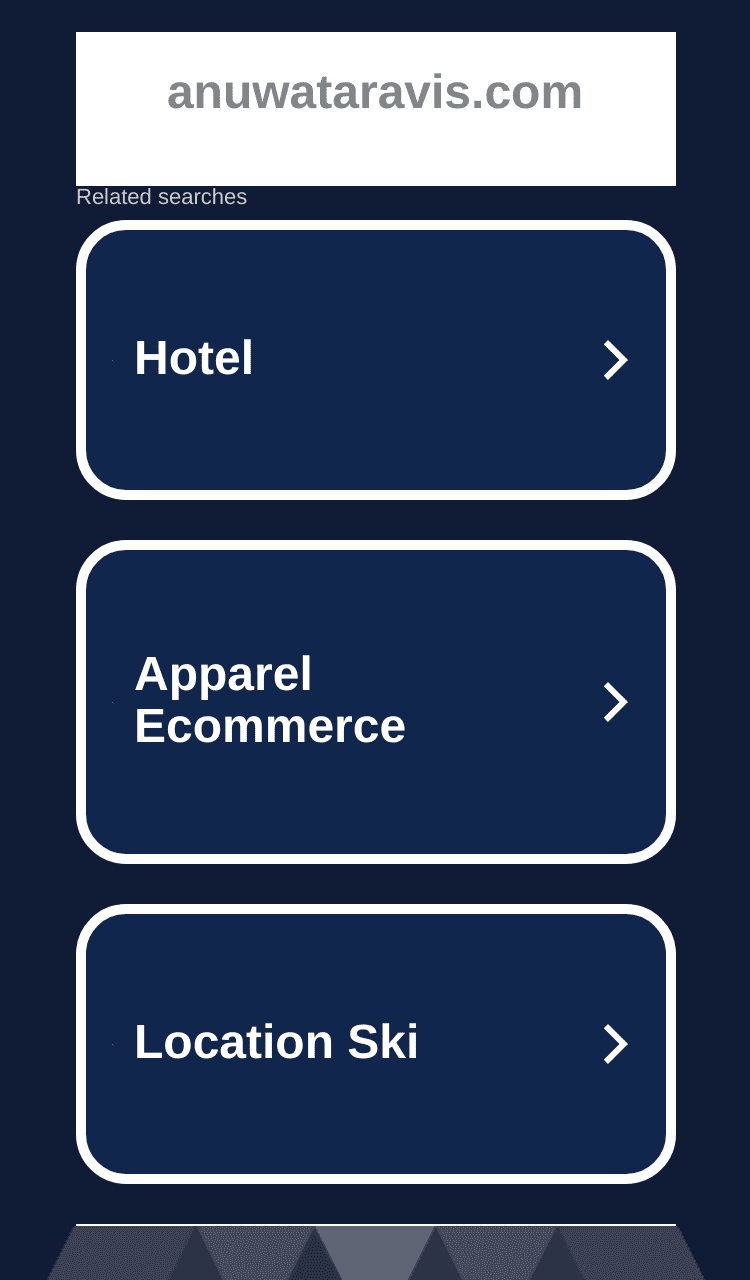 anuwataravis.com
Related searches
Hotel
Apparel
Ecommerce
Location Ski